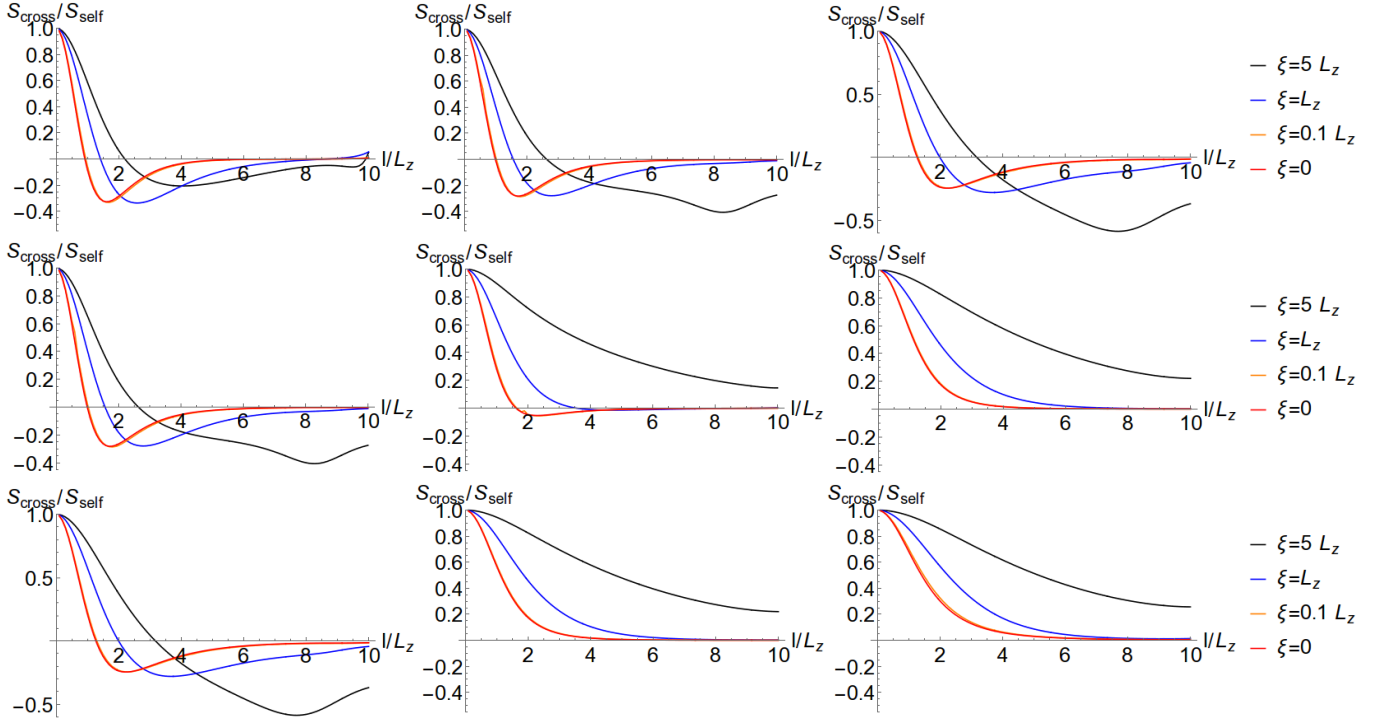 S_cross/S_self S_cross/S_self S_cross/S_self
1.0 1.0 1.0
0.8 0.8
0.6 0.6 0.5
0.4 0.4
0.2 0.2
l/L_z l/L_z l/L_z
2 4 6 8 10 2 4 6 8 10 2 4 6 8 10
−0.2 −0.2
−0.4 −0.4 −0.5
ξ=5 L_z
ξ=L_z
ξ=0.1 L_z
ξ=0
S_cross/S_self S_cross/S_self S_cross/S_self
1.0 1.0 1.0
0.8 0.8 0.8
0.6 0.6 0.6
0.4 0.4 0.4
0.2 0.2 0.2
l/L_z l/L_z l/L_z
2 4 6 8 10 2 4 6 8 10 2 4 6 8 10
−0.2 −0.2 −0.2
−0.4 −0.4 −0.4
ξ=5 L_z
ξ=L_z
ξ=0.1 L_z
ξ=0
S_cross/S_self S_cross/S_self S_cross/S_self
1.0 1.0 1.0
0.8 0.8
0.5 0.6 0.6
0.4 0.4
0.2 0.2
l/L_z l/L_z l/L_z
2 4 6 8 10 2 4 6 8 10 2 4 6 8 10
−0.2 −0.2
−0.5 −0.4 −0.4
ξ=5 L_z
ξ=L_z
ξ=0.1 L_z
ξ=0